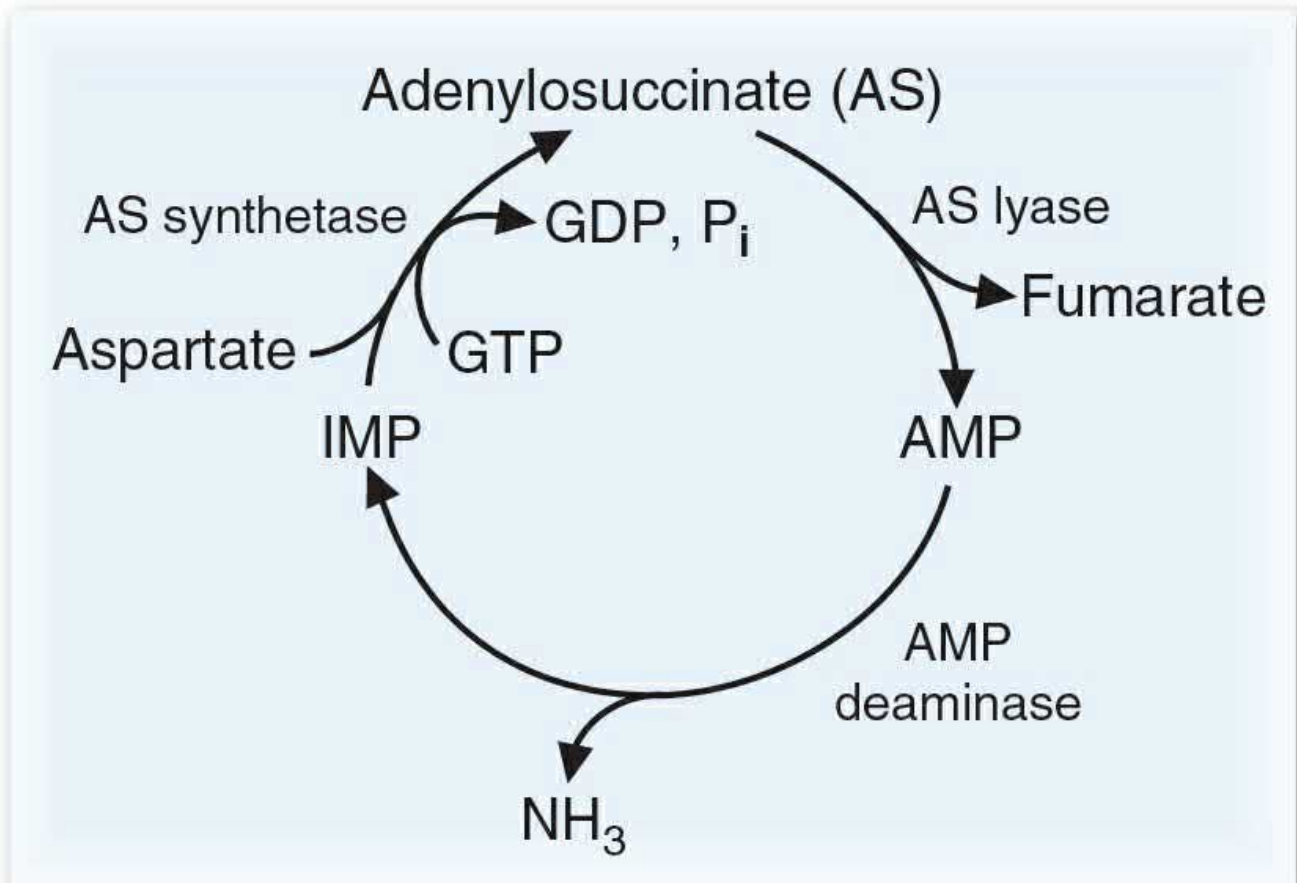 Adenylosuccinate (AS)
AS synthetase
GDP, Pi
AS lyase
Fumarate
Aspartate
GTP
IMP
AMP
AMP
deaminase
NH3